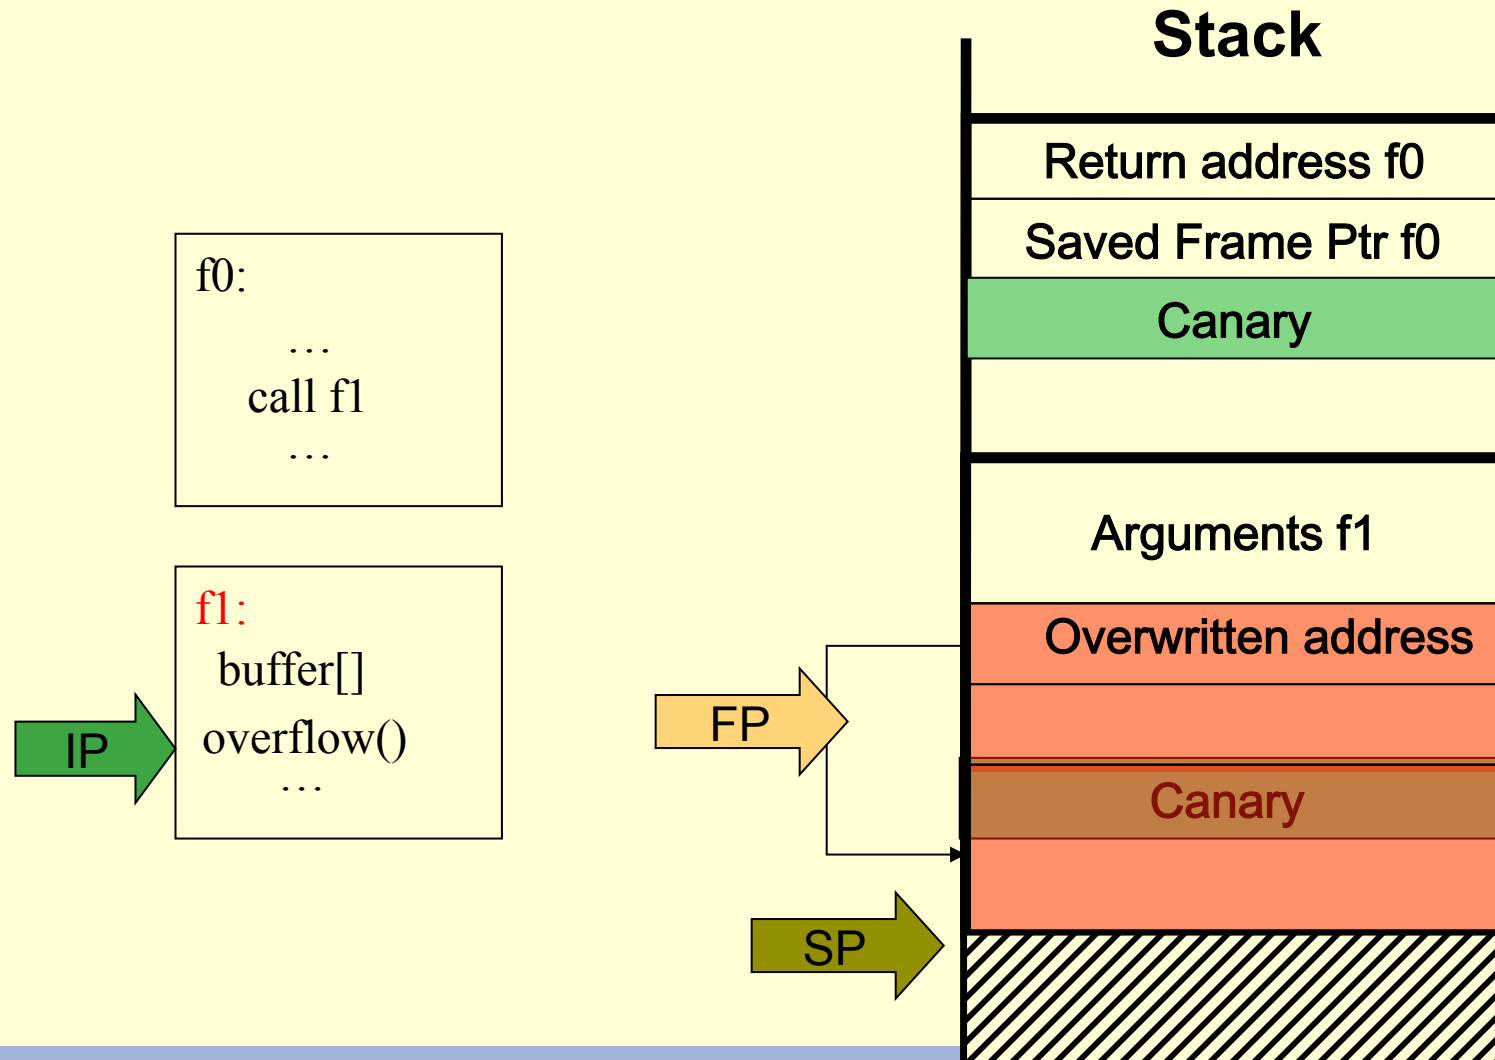 Stack
Return address f0
Saved Frame Ptr f0
Canary
f0:
…
call f1
…
Arguments f1
f1:
buffer[]
overflow()
…
IP
FP
Overwritten address
Canary
SP